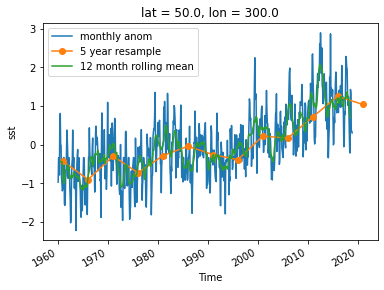 lat = 50.0, lon = 300.0
monthly anom
5 year resample
12 month rolling mean
3
2
1
0
−1
−2
sst
1960
1970
1980
1990
2000
2010
2020
Time